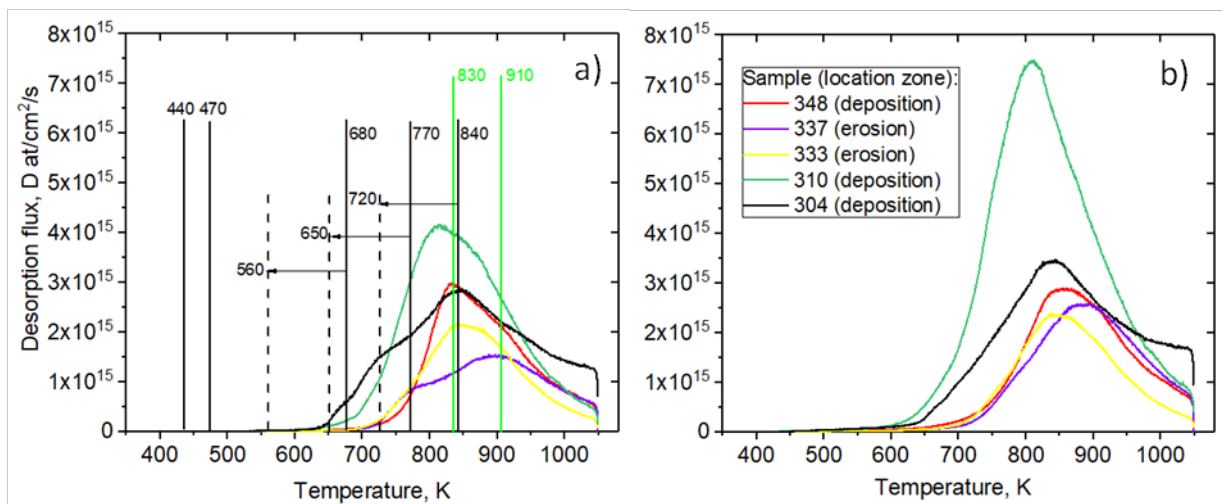 8x10¹⁵
7x10¹⁵
6x10¹⁵
5x10¹⁵
4x10¹⁵
3x10¹⁵
2x10¹⁵
1x10¹⁵
0
Desorption flux, D at/cm²/s
a)
440 470
680
770
840
830
910
720
650
560
400 500 600 700 800 900 1000
Temperature, K
8x10¹⁵
7x10¹⁵
6x10¹⁵
5x10¹⁵
4x10¹⁵
3x10¹⁵
2x10¹⁵
1x10¹⁵
0
b)
Sample (location zone):
348 (deposition)
337 (erosion)
333 (erosion)
310 (deposition)
304 (deposition)
400 500 600 700 800 900 1000
Temperature, K